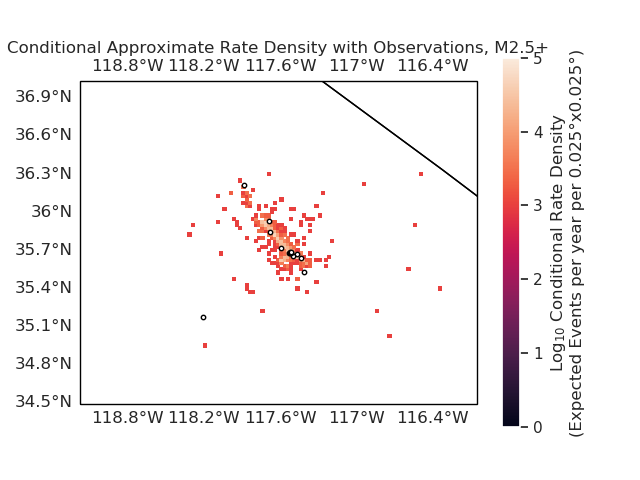 Conditional Approximate Rate Density with Observations, M2.5+
118.8°W 118.2°W 117.6°W 117°W 116.4°W
36.9°N
36.6°N
36.3°N
36°N
35.7°N
35.4°N
35.1°N
34.8°N
34.5°N
118.8°W 118.2°W 117.6°W 117°W 116.4°W
5
4
3
2
1
0
Log₁₀ Conditional Rate Density
(Expected Events per year per 0.025°x0.025°)